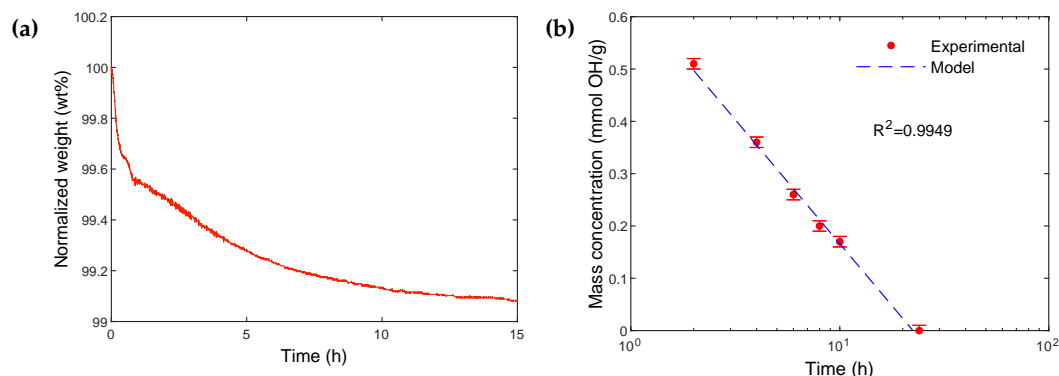 (a)
100.2
100
99.8
99.6
99.4
99.2
99
Normalized weight (wt%)
0
5
10
15
Time (h)
(b)
0.6
0.5
0.4
0.3
0.2
0.1
0
Mass concentration (mmol OH/g)
Experimental
Model
R²=0.9949
10⁰
10¹
10²
Time (h)